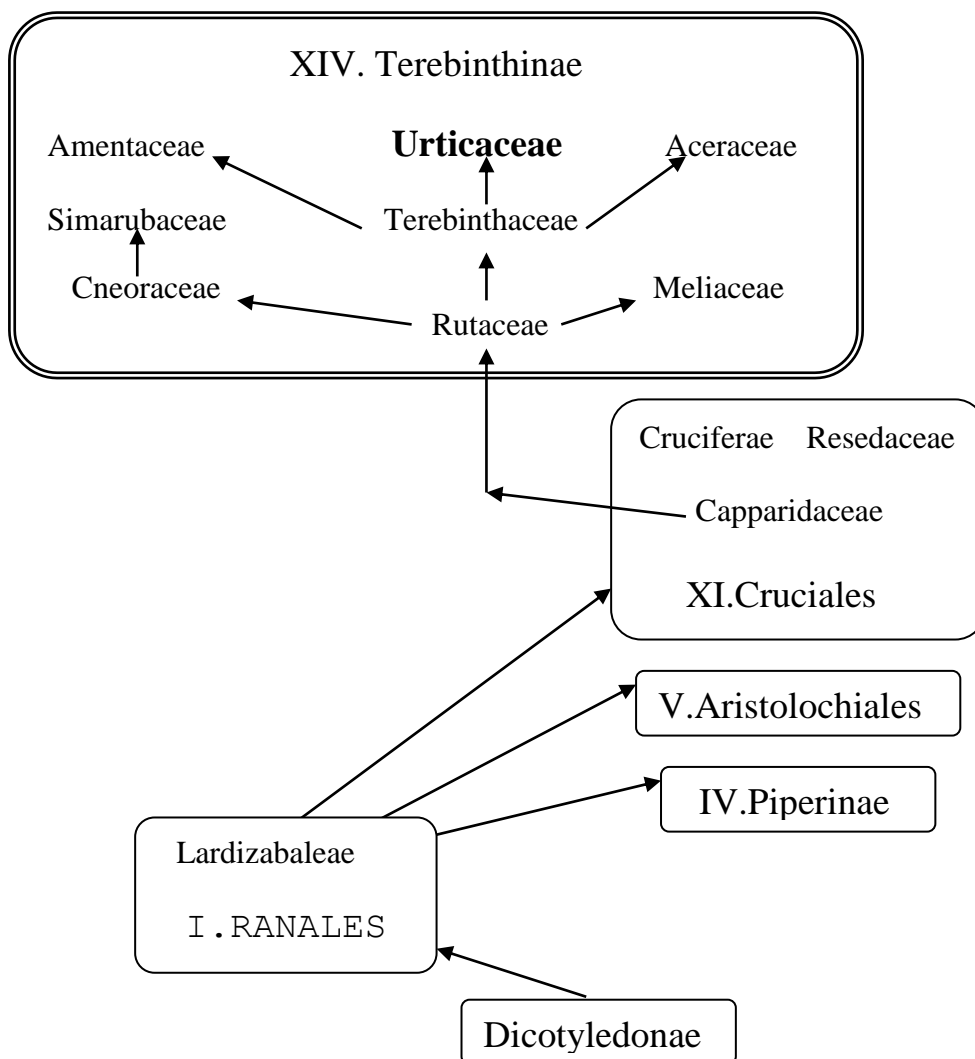 XIV. Terebinthinae
Amentaceae
Urticaceae
Aceraceae
Simarubaceae
Terebinthaceae
Cneoraceae
Meliaceae
Rutaceae
Cruciferae Resedaceae
Capparidaceae
XI.Cruciales
V.Aristolochiales
IV.Piperinae
Lardizabaleae
I.RANALES
Dicotyledonae